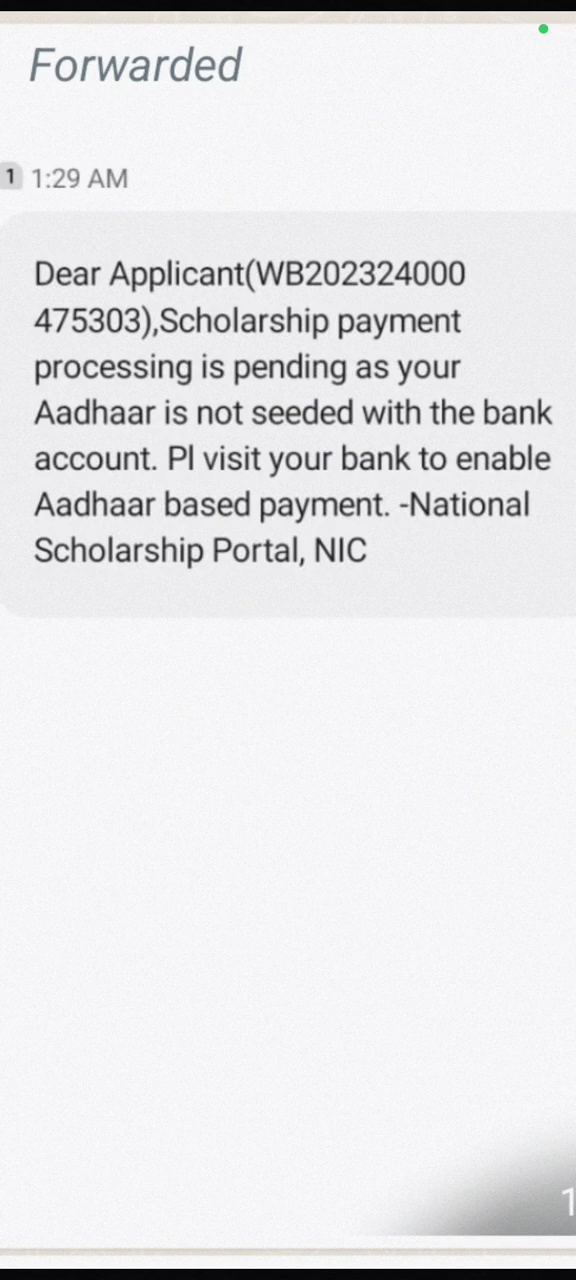 Forwarded
1 1:29 AM
Dear Applicant(WB202324000
475303),Scholarship payment
processing is pending as your
Aadhaar is not seeded with the bank
account. Pl visit your bank to enable
Aadhaar based payment. -National
Scholarship Portal, NIC
1